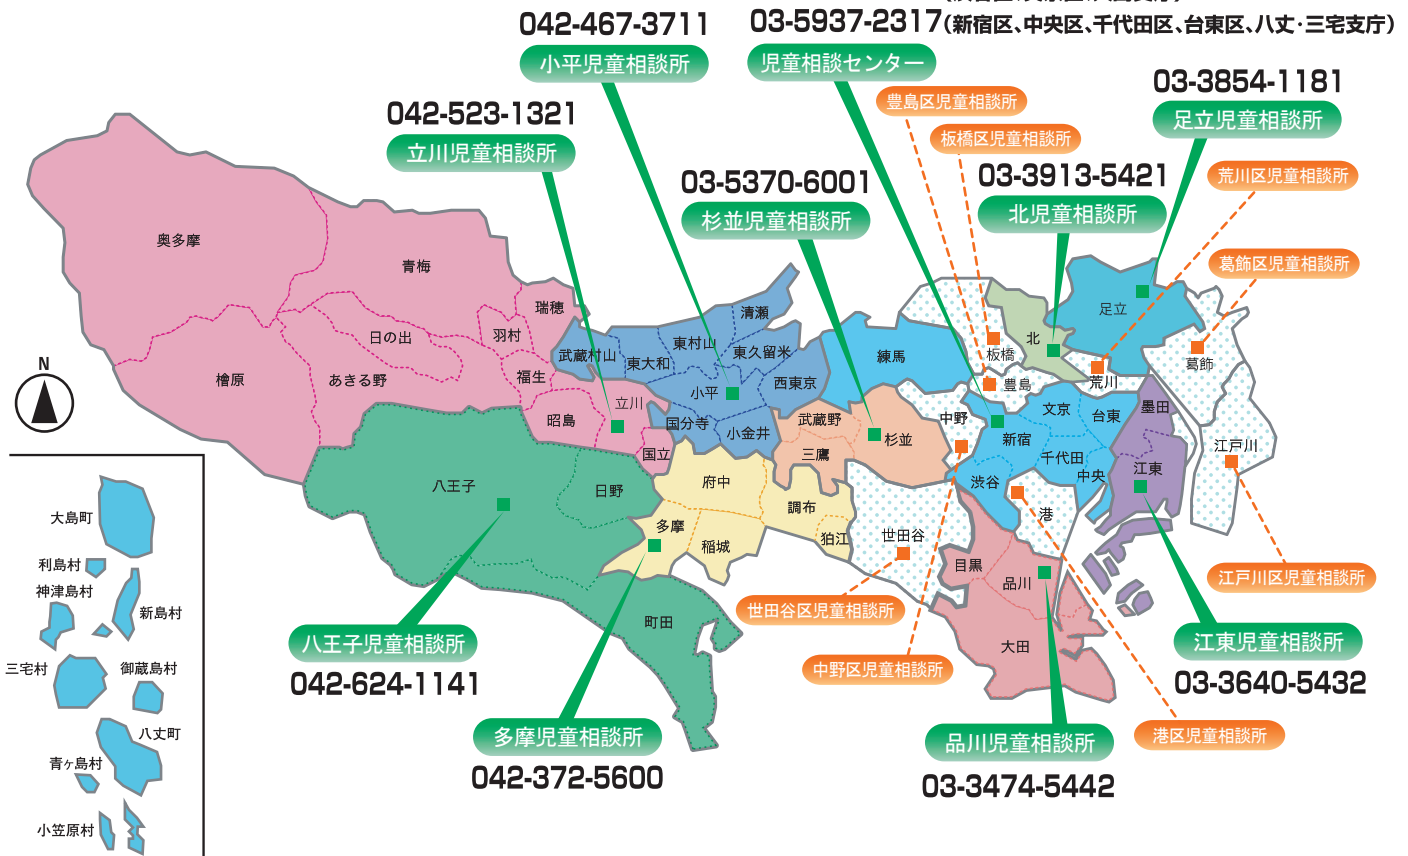 042-467-3711
小平児童相談所
03-5937-2317(新宿区、中央区、千代田区、台東区、八丈・三宅支庁)
児童相談センター
豊島区児童相談所
板橋区児童相談所
03-3854-1181
足立児童相談所
042-523-1321
立川児童相談所
03-5370-6001
杉並児童相談所
03-3913-5421
北児童相談所
荒川区児童相談所
葛飾区児童相談所
奥多摩
青梅
瑞穂
羽村
日の出
檜原
あきる野
福生
昭島
立川
国立
武蔵村山
東大和
東村山
清瀬
東久留米
小平
西東京
国分寺
小金井
武蔵野
三鷹
杉並
練馬
板橋
豊島
北
足立
荒川
葛飾
中野
新宿
文京
台東
墨田
千代田
中央
江東
江戸川
渋谷
港
世田谷
目黒
品川
大田
八王子
日野
多摩
府中
稲城
調布
狛江
町田
N
大島町
利島村
神津島村
新島村
三宅村
御蔵島村
八丈町
青ヶ島村
小笠原村
八王子児童相談所
042-624-1141
多摩児童相談所
042-372-5600
世田谷区児童相談所
中野区児童相談所
品川児童相談所
03-3474-5442
港区児童相談所
江戸川区児童相談所
江東児童相談所
03-3640-5432